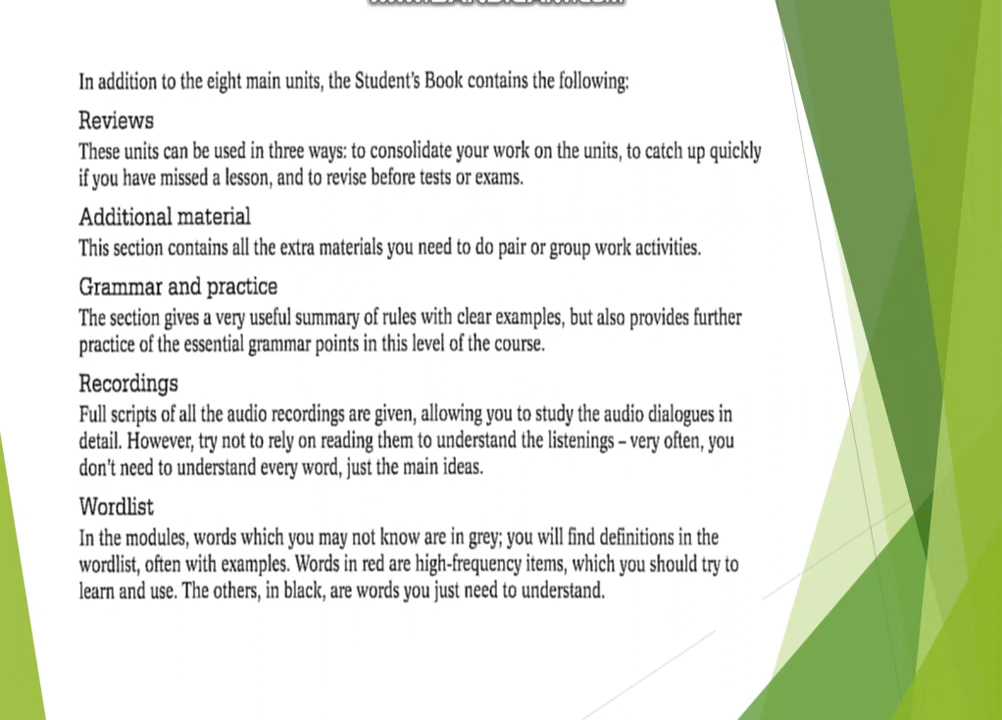 In addition to the eight main units, the Student's Book contains the following:
Reviews
These units can be used in three ways: to consolidate your work on the units, to catch up quickly
if you have missed a lesson, and to revise before tests or exams.
Additional material
This section contains all the extra materials you need to do pair or group work activities.
Grammar and practice
The section gives a very useful summary of rules with clear examples, but also provides further
practice of the essential grammar points in this level of the course.
Recordings
Full scripts of all the audio recordings are given, allowing you to study the audio dialogues in
detail. However, try not to rely on reading them to understand the listenings – very often, you
don't need to understand every word, just the main ideas.
Wordlist
In the modules, words which you may not know are in grey; you will find definitions in the
wordlist, often with examples. Words in red are high-frequency items, which you should try to
learn and use. The others, in black, are words you just need to understand.